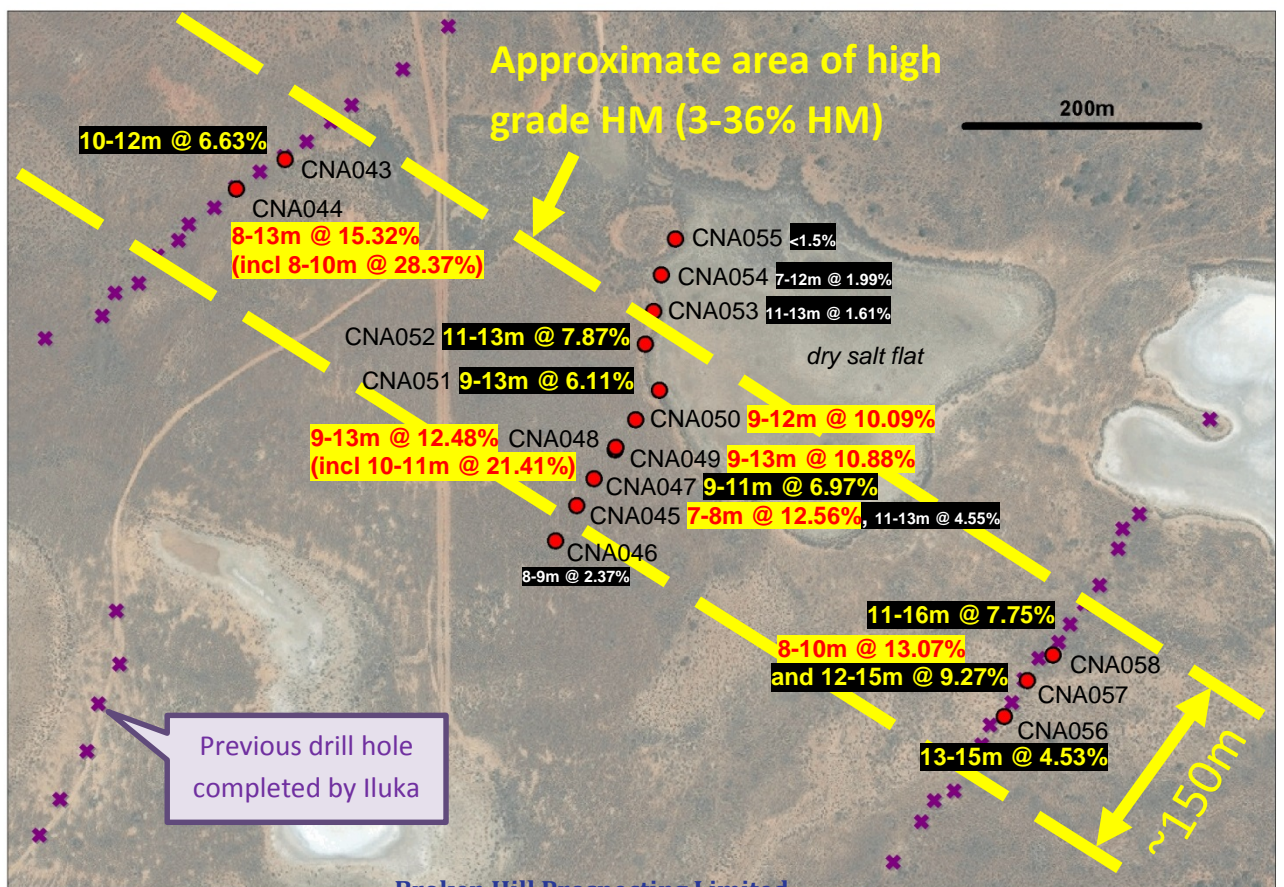 Approximate area of high
grade HM (3-36% HM)
200m
10-12m @ 6.63%
CNA043
CNA044
8-13m @ 15.32%
(incl 8-10m @ 28.37%)
CNA055 <1.5%
CNA054 7-12m @ 1.99%
CNA053 11-13m @ 1.61%
CNA052 11-13m @ 7.87%
dry salt flat
CNA051 9-13m @ 6.11%
CNA050 9-12m @ 10.09%
9-13m @ 12.48% CNA048
(incl 10-11m @ 21.41%)
CNA049 9-13m @ 10.88%
CNA047 9-11m @ 6.97%
CNA045 7-8m @ 12.56%, 11-13m @ 4.55%
CNA046
8-9m @ 2.37%
11-16m @ 7.75%
CNA058
8-10m @ 13.07%
and 12-15m @ 9.27%
CNA057
CNA056
13-15m @ 4.53%
~150m
Previous drill hole
completed by Iluka
Broken Hill Prospecting Limited